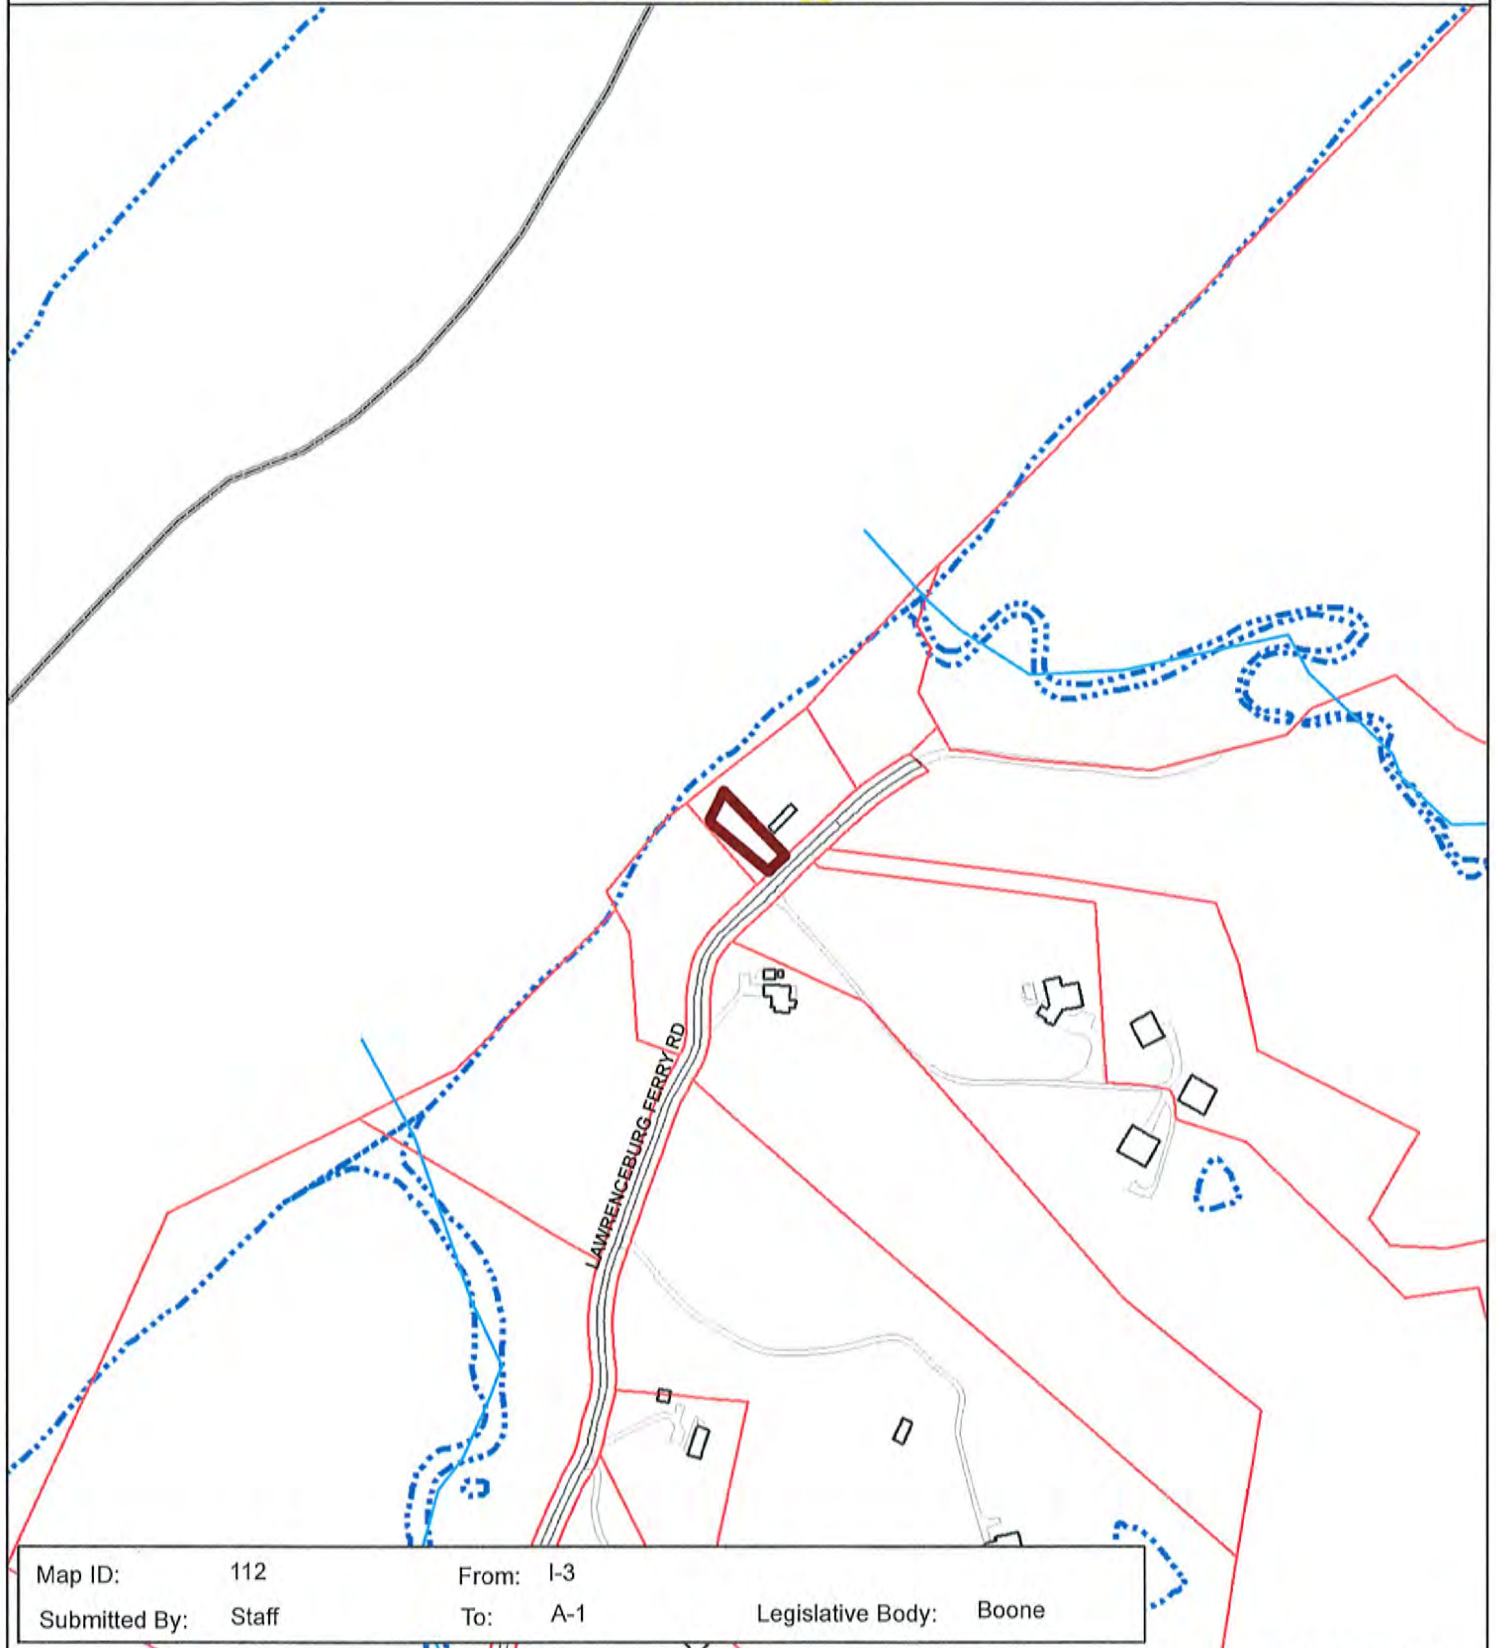 LAWRENCEBURG FERRY RD
Map ID: 112 From: I-3
Submitted By: Staff To: A-1 Legislative Body: Boone